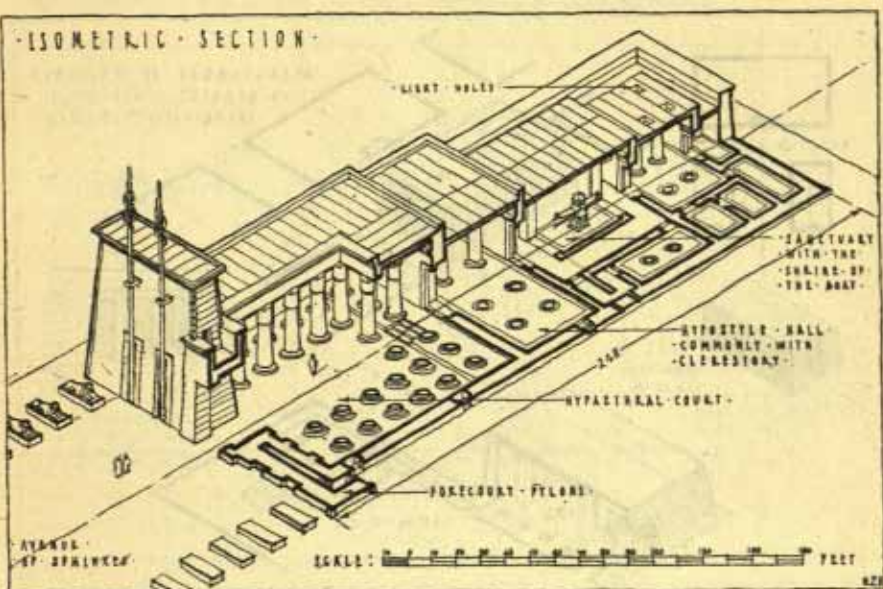 ·ISOMETRIC·SECTION·
·LIGHT·HOLES·
·SANCTUARY
·WITH·THE·
·SHRINE·OF·
·THE·BOAT·
·HYPOSTYLE·HALL·
·COMMONLY·WITH·
·CLERESTORY·
248
·HYPAETHRAL·COURT·
·FORECOURT·PYLONS·
·AVENUE·
OF·SPHINXES·
SCALE:
FEET